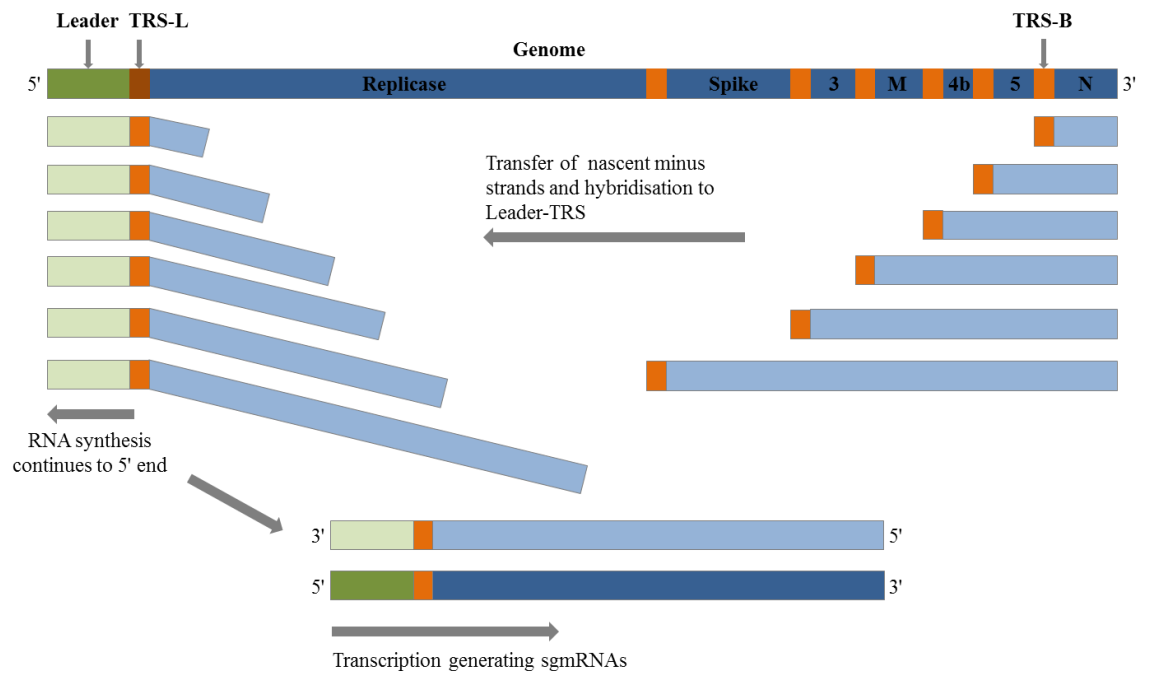 Leader TRS-L
TRS-B
Genome
5' Replicase Spike 3 M 4b 5 N 3'
Transfer of nascent minus
strands and hybridisation to
Leader-TRS
RNA synthesis
continues to 5' end
3' 5'
5' 3'
Transcription generating sgmRNAs